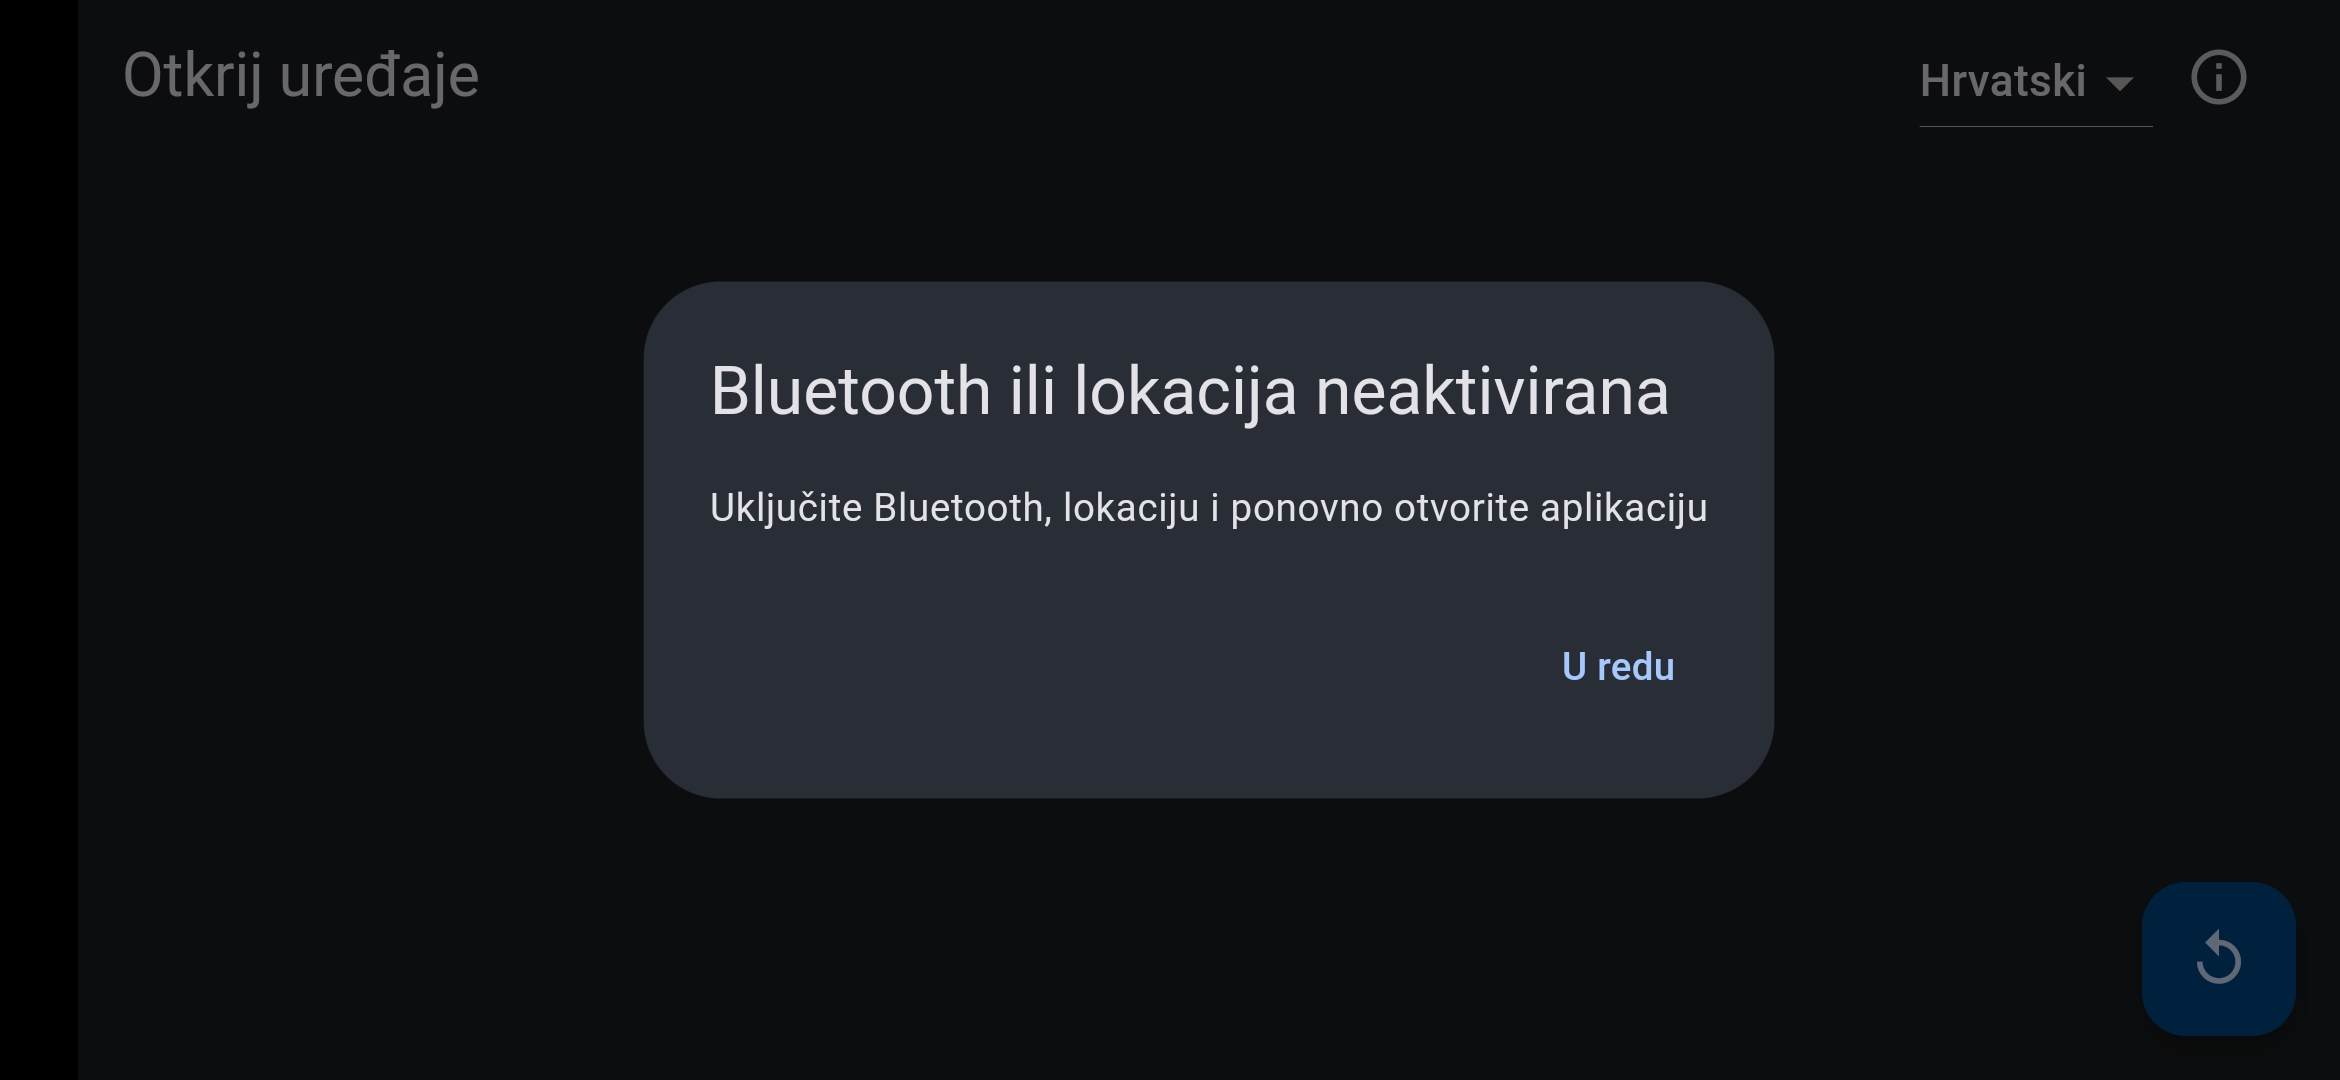 Otkrij uređaje
Hrvatski
Bluetooth ili lokacija neaktivirana
Uključite Bluetooth, lokaciju i ponovno otvorite aplikaciju
U redu